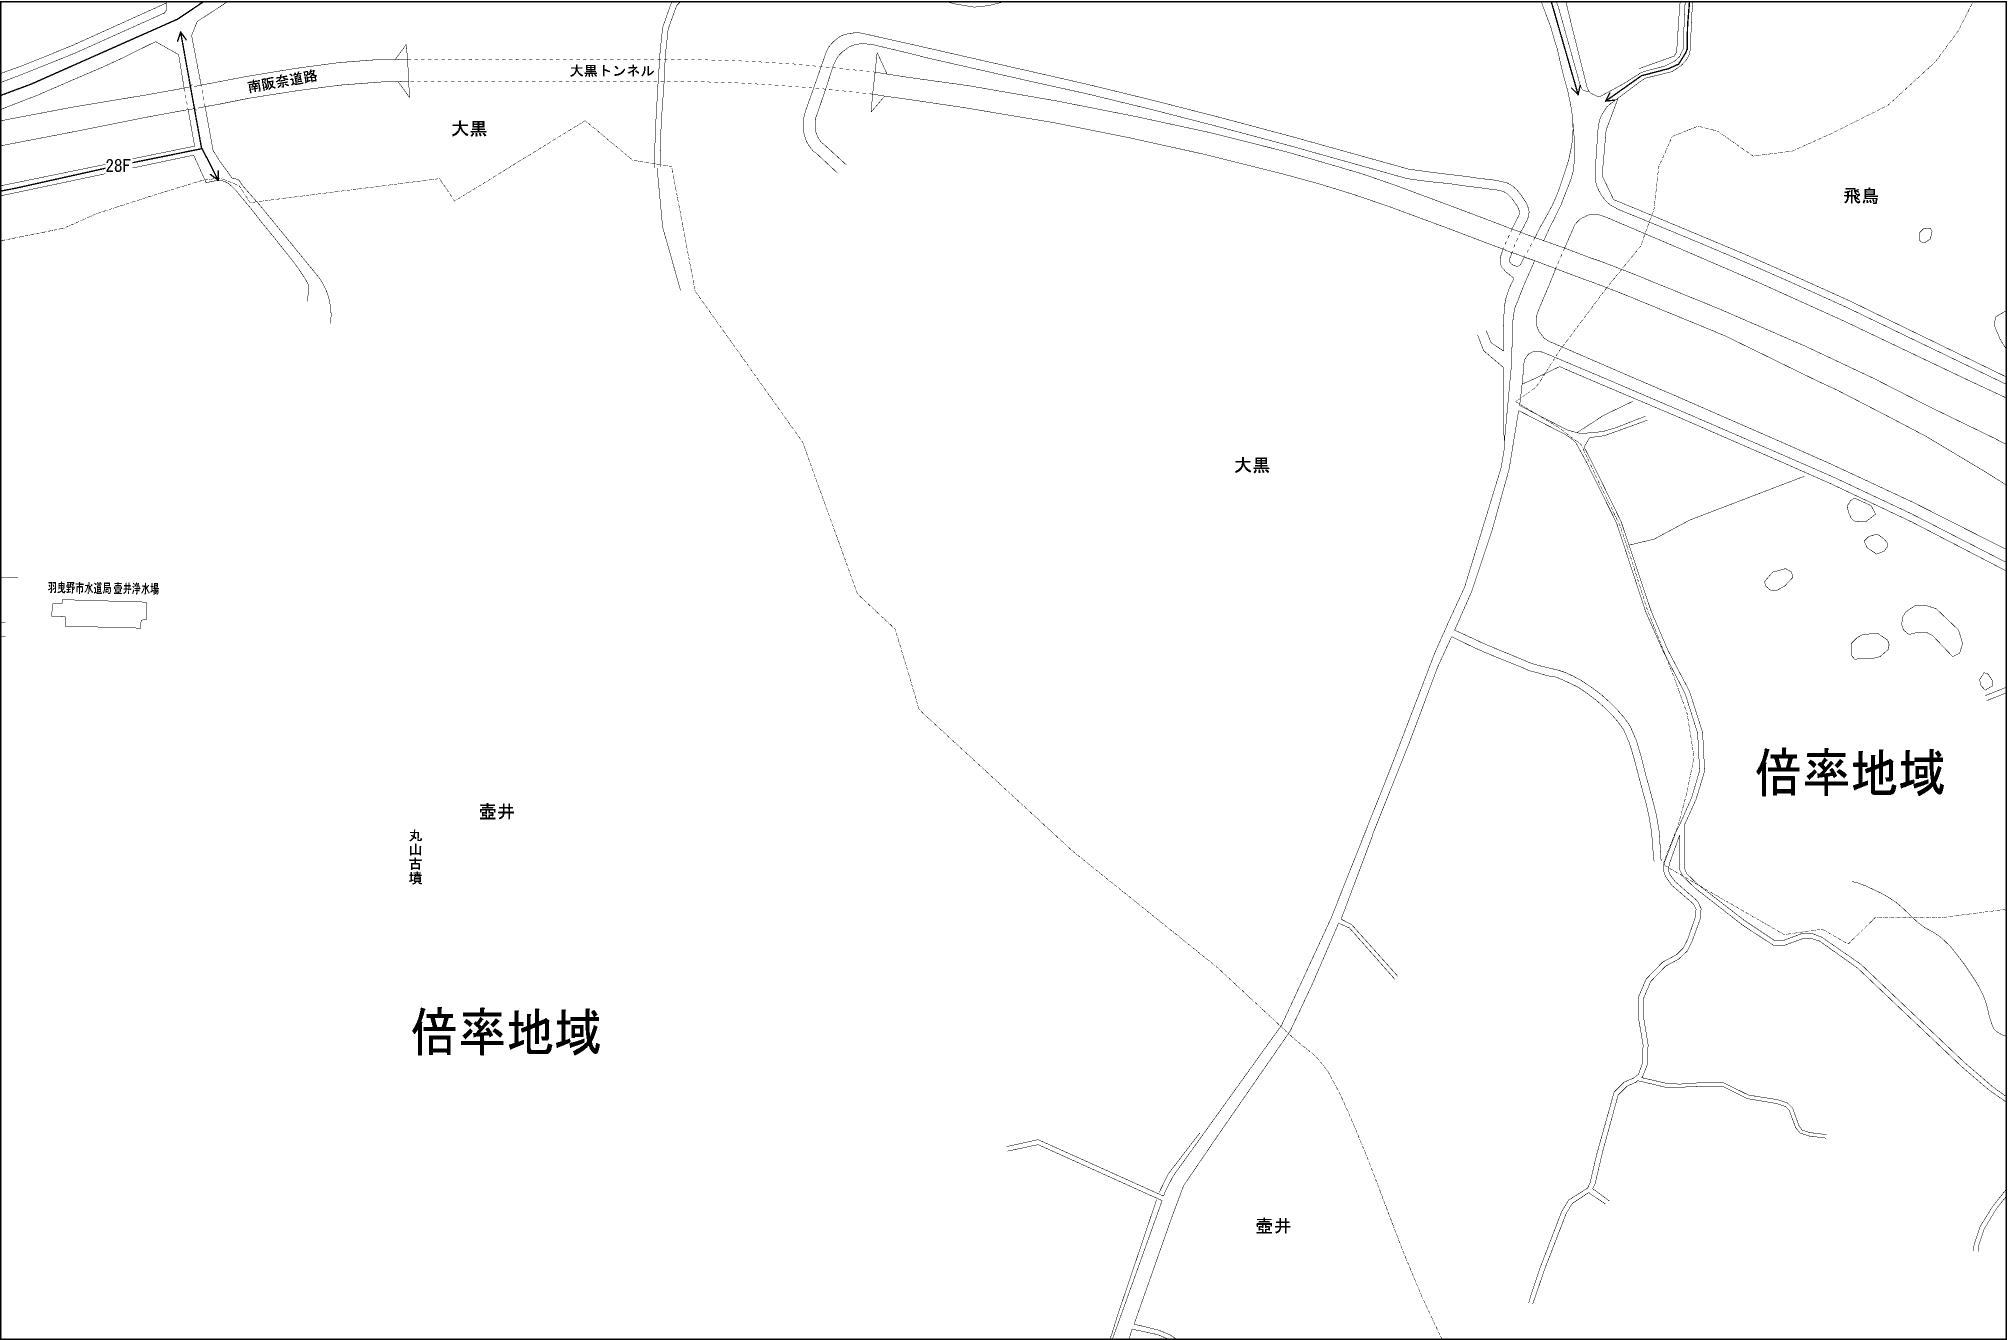 大黒トンネル
南阪奈道路
大黒
28F
飛鳥
大黒
羽曳野市水道局 壺井浄水場
倍率地域
壺井
丸山古墳
倍率地域
壺井